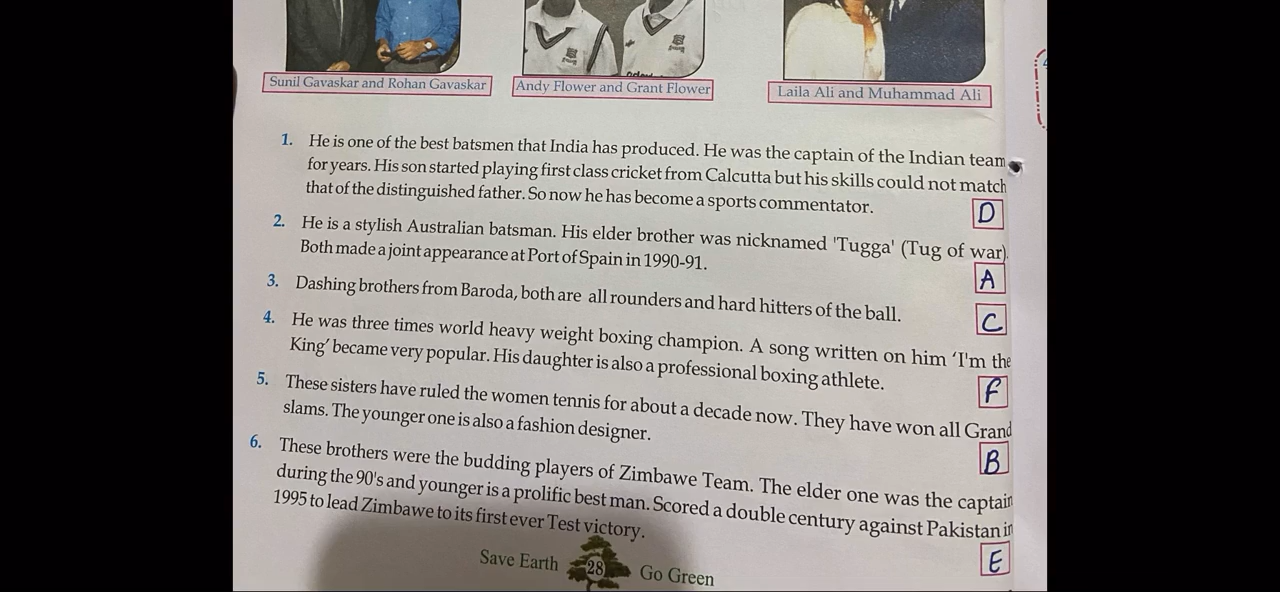 Sunil Gavaskar and Rohan Gavaskar
Andy Flower and Grant Flower
Laila Ali and Muhammad Ali
1. He is one of the best batsmen that India has produced. He was the captain of the Indian team
for years. His son started playing first class cricket from Calcutta but his skills could not match
that of the distinguished father. So now he has become a sports commentator.
D
2. He is a stylish Australian batsman. His elder brother was nicknamed 'Tugga' (Tug of war).
Both made a joint appearance at Port of Spain in 1990-91.
A
3. Dashing brothers from Baroda, both are all rounders and hard hitters of the ball.
C
4. He was three times world heavy weight boxing champion. A song written on him ‘I'm the
King’ became very popular. His daughter is also a professional boxing athlete.
F
5. These sisters have ruled the women tennis for about a decade now. They have won all Grand
slams. The younger one is also a fashion designer.
B
6. These brothers were the budding players of Zimbawe Team. The elder one was the captain
during the 90's and younger is a prolific best man. Scored a double century against Pakistan in
1995 to lead Zimbawe to its first ever Test victory.
E
Save Earth 28 Go Green